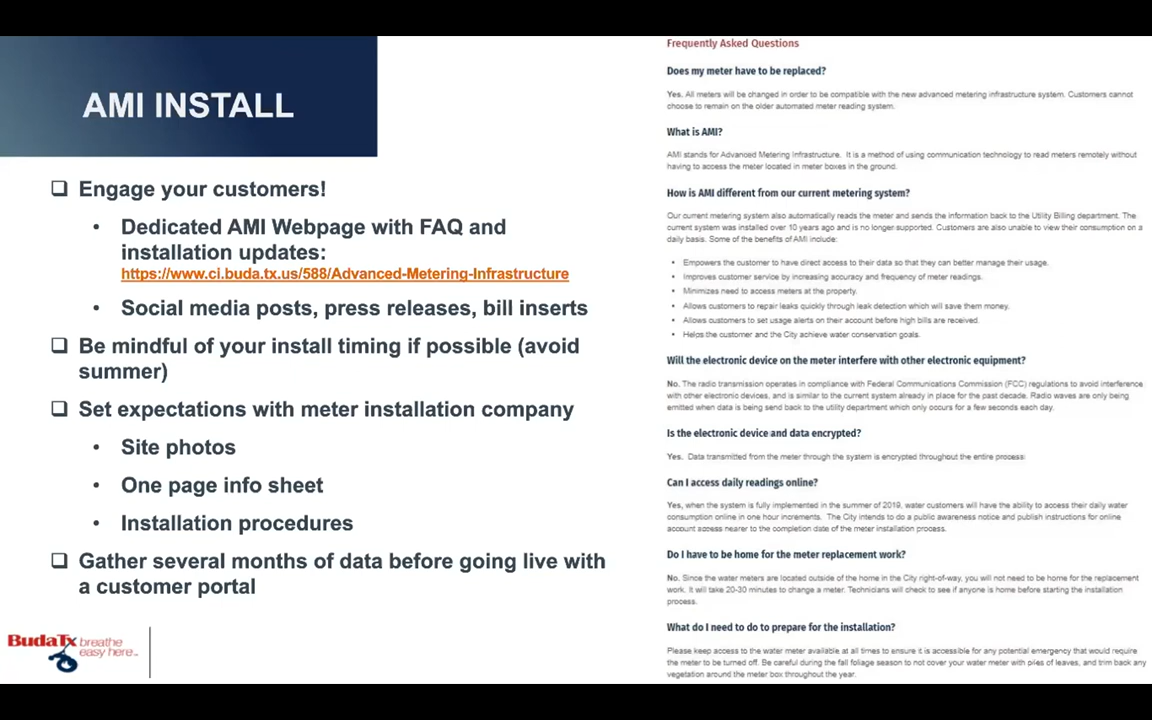 AMI INSTALL
❑ Engage your customers!
• Dedicated AMI Webpage with FAQ and
installation updates:
https://www.ci.buda.tx.us/588/Advanced-Metering-Infrastructure
• Social media posts, press releases, bill inserts
❑ Be mindful of your install timing if possible (avoid
summer)
❑ Set expectations with meter installation company
• Site photos
• One page info sheet
• Installation procedures
❑ Gather several months of data before going live with
a customer portal
BudaTx breathe
easy here
Frequently Asked Questions
Does my meter have to be replaced?
Yes. All meters will be changed in order to be compatible with the new advanced metering infrastructure system. Customers cannot
choose to remain on the older automated meter reading system.
What is AMI?
AMI stands for Advanced Metering Infrastructure. It is a method of using communication technology to read meters remotely without
having to access the meter located in meter boxes in the ground.
How is AMI different from our current metering system?
Our current metering system also automatically reads the meter and sends the information back to the Utility Billing department. The
current system was installed over 10 years ago and is no longer supported. Customers are also unable to view their consumption on a
daily basis. Some of the benefits of AMI include:
• Empowers the customer to have direct access to their data so that they can better manage their usage.
• Improves customer service by increasing accuracy and frequency of meter readings.
• Minimizes need to access meters at the property.
• Allows customers to repair leaks quickly through leak detection which will save them money.
• Allows customers to set usage alerts on their account before high bills are received.
• Helps the customer and the City achieve water conservation goals.
Will the electronic device on the meter interfere with other electronic equipment?
No. The radio transmission operates in compliance with Federal Communications Commission (FCC) regulations to avoid interference
with other electronic devices, and is similar to the current system already in place for the past decade. Radio waves are only being
emitted when data is being send back to the utility department which only occurs for a few seconds each day.
Is the electronic device and data encrypted?
Yes. Data transmitted from the meter through the system is encrypted throughout the entire process
Can I access daily readings online?
Yes, when the system is fully implemented in the summer of 2019, water customers will have the ability to access their daily water
consumption online in one hour increments. The City intends to do a public awareness notice and publish instructions for online
account access nearer to the completion date of the meter installation process.
Do I have to be home for the meter replacement work?
No. Since the water meters are located outside of the home in the City right-of-way, you will not need to be home for the replacement
work. It will take 20-30 minutes to change a meter. Technicians will check to see if anyone is home before starting the installation
process.
What do I need to do to prepare for the installation?
Please keep access to the water meter available at all times to ensure it is accessible for any potential emergency that would require
the meter to be turned off. Be careful during the fall foliage season to not cover your water meter with piles of leaves, and trim back any
vegetation around the meter box throughout the year.